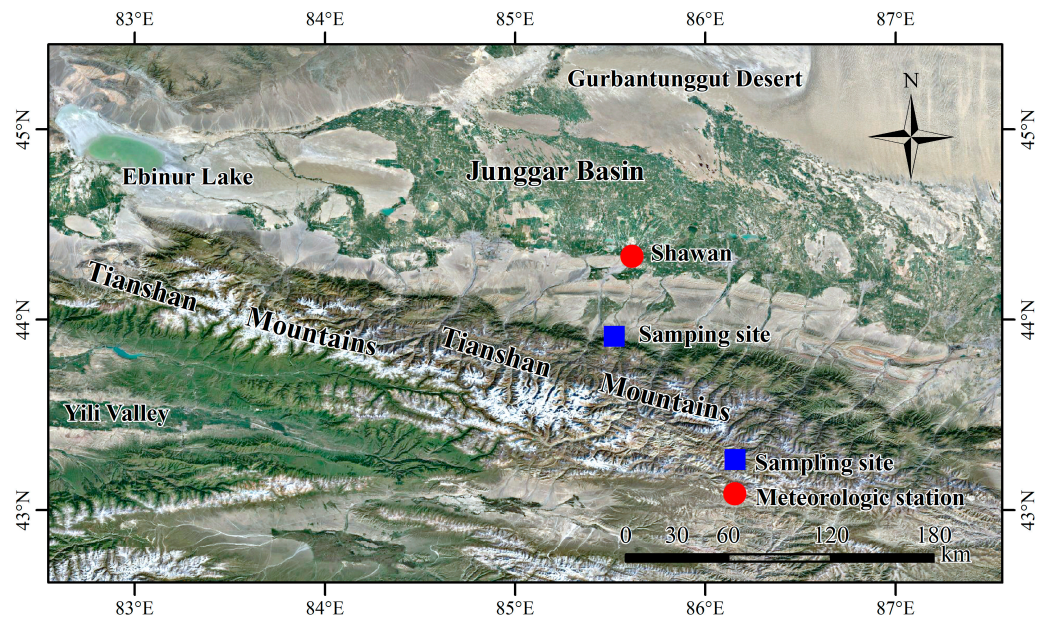 83°E 84°E 85°E 86°E 87°E
Gurbantunggut Desert
N
45°N 45°N
Ebinur Lake
Junggar Basin
Shawan
Tianshan
Mountains
44°N 44°N
Samping site
Tianshan
Mountains
Yili Valley
Sampling site
Meteorologic station
43°N 43°N
0 30 60 120 180
km
83°E 84°E 85°E 86°E 87°E